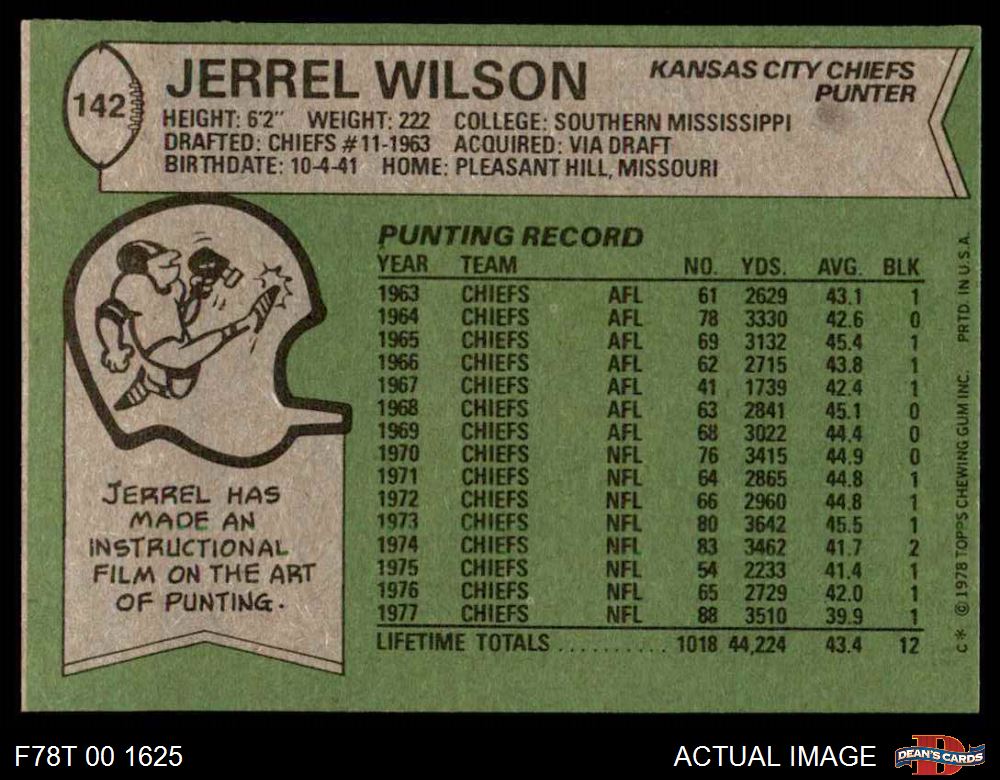 142
JERREL WILSON
KANSAS CITY CHIEFS
PUNTER
HEIGHT: 6'2" WEIGHT: 222 COLLEGE: SOUTHERN MISSISSIPPI
DRAFTED: CHIEFS #11-1963 ACQUIRED: VIA DRAFT
BIRTHDATE: 10-4-41 HOME: PLEASANT HILL, MISSOURI
PUNTING RECORD
YEAR TEAM NO. YDS. AVG. BLK
1963 CHIEFS AFL 61 2629 43.1 1
1964 CHIEFS AFL 78 3330 42.6 0
1965 CHIEFS AFL 69 3132 45.4 1
1966 CHIEFS AFL 62 2715 43.8 1
1967 CHIEFS AFL 41 1739 42.4 1
1968 CHIEFS AFL 63 2841 45.1 0
1969 CHIEFS AFL 68 3022 44.4 0
1970 CHIEFS NFL 76 3415 44.9 0
1971 CHIEFS NFL 64 2865 44.8 1
1972 CHIEFS NFL 66 2960 44.8 1
1973 CHIEFS NFL 80 3642 45.5 1
1974 CHIEFS NFL 83 3462 41.7 2
1975 CHIEFS NFL 54 2233 41.4 1
1976 CHIEFS NFL 65 2729 42.0 1
1977 CHIEFS NFL 88 3510 39.9 1
LIFETIME TOTALS .......... 1018 44,224 43.4 12
JERREL HAS
MADE AN
INSTRUCTIONAL
FILM ON THE ART
OF PUNTING.
C* © 1978 TOPPS CHEWING GUM INC. PRTD. IN U.S.A.
F78T 00 1625
ACTUAL IMAGE
D
DEAN'S CARDS